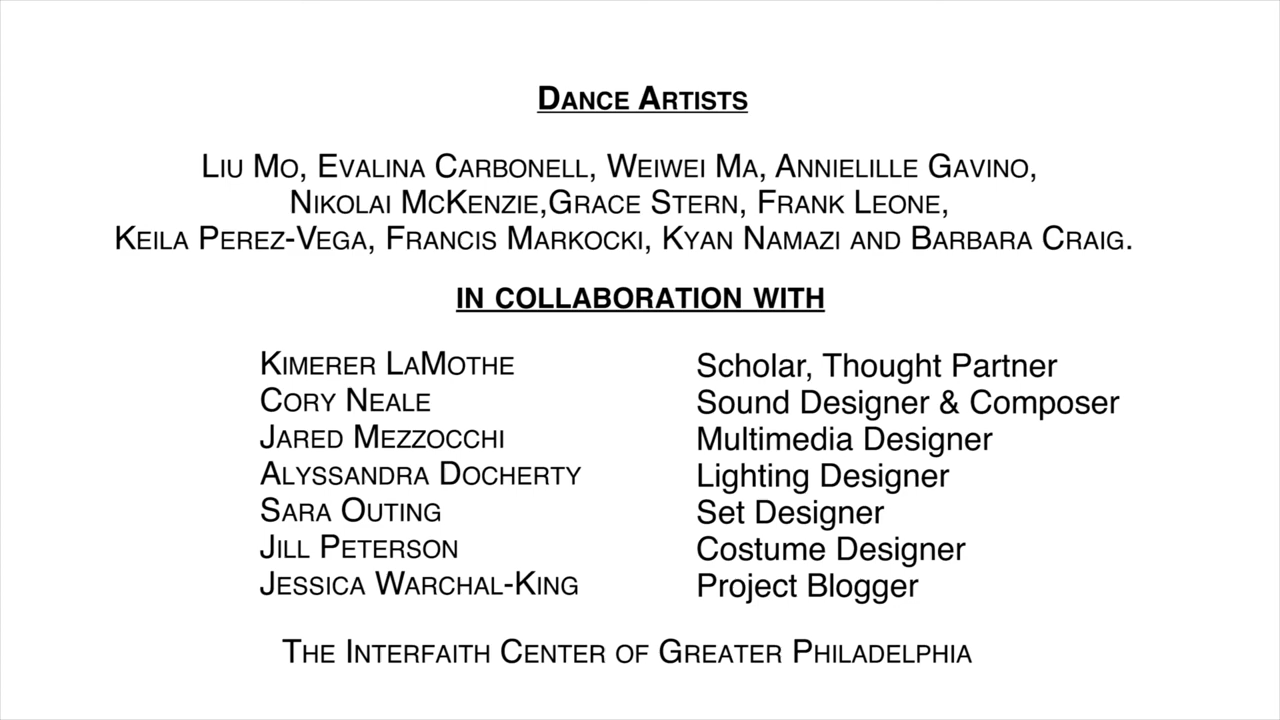 Dance Artists
Liu Mo, Evalina Carbonell, Weiwei Ma, Annielille Gavino,
Nikolai McKenzie,Grace Stern, Frank Leone,
Keila Perez-Vega, Francis Markocki, Kyan Namazi and Barbara Craig.
in collaboration with
Kimerer LaMothe Scholar, Thought Partner
Cory Neale Sound Designer & Composer
Jared Mezzocchi Multimedia Designer
Alyssandra Docherty Lighting Designer
Sara Outing Set Designer
Jill Peterson Costume Designer
Jessica Warchal-King Project Blogger
The Interfaith Center of Greater Philadelphia